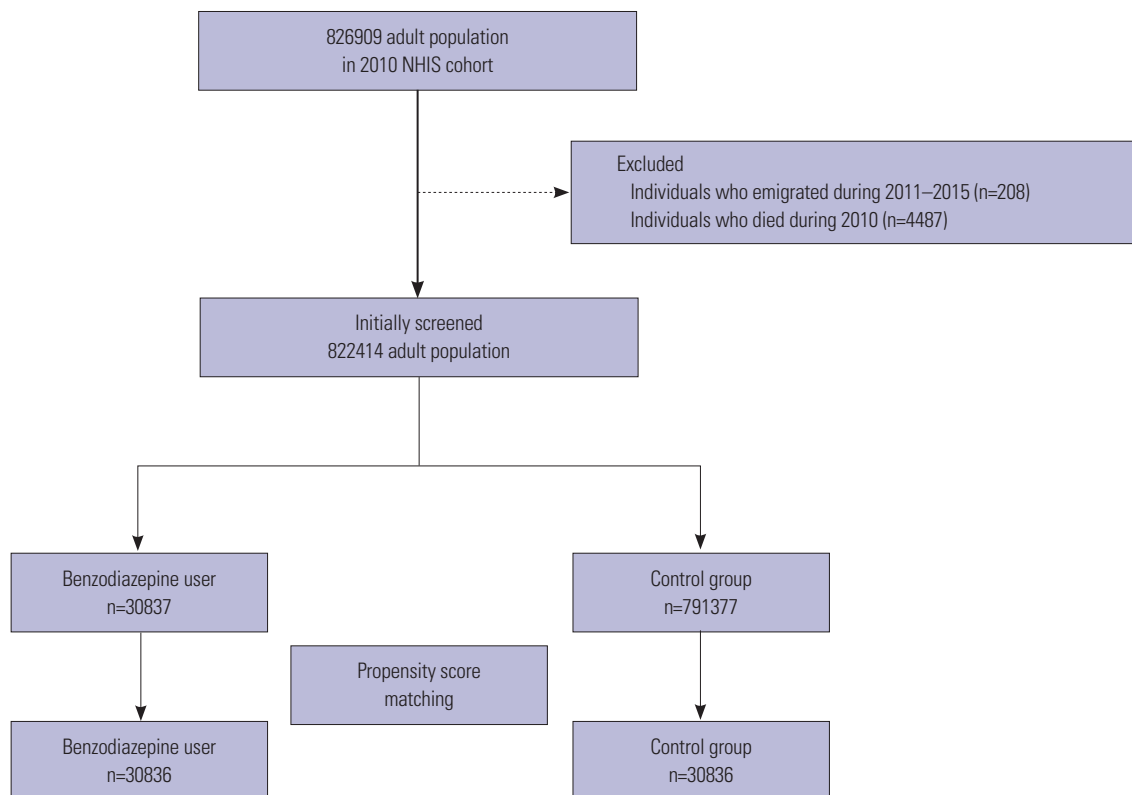 826909 adult population
in 2010 NHIS cohort
Excluded
Individuals who emigrated during 2011–2015 (n=208)
Individuals who died during 2010 (n=4487)
Initially screened
822414 adult population
Benzodiazepine user
n=30837
Control group
n=791377
Propensity score
matching
Benzodiazepine user
n=30836
Control group
n=30836